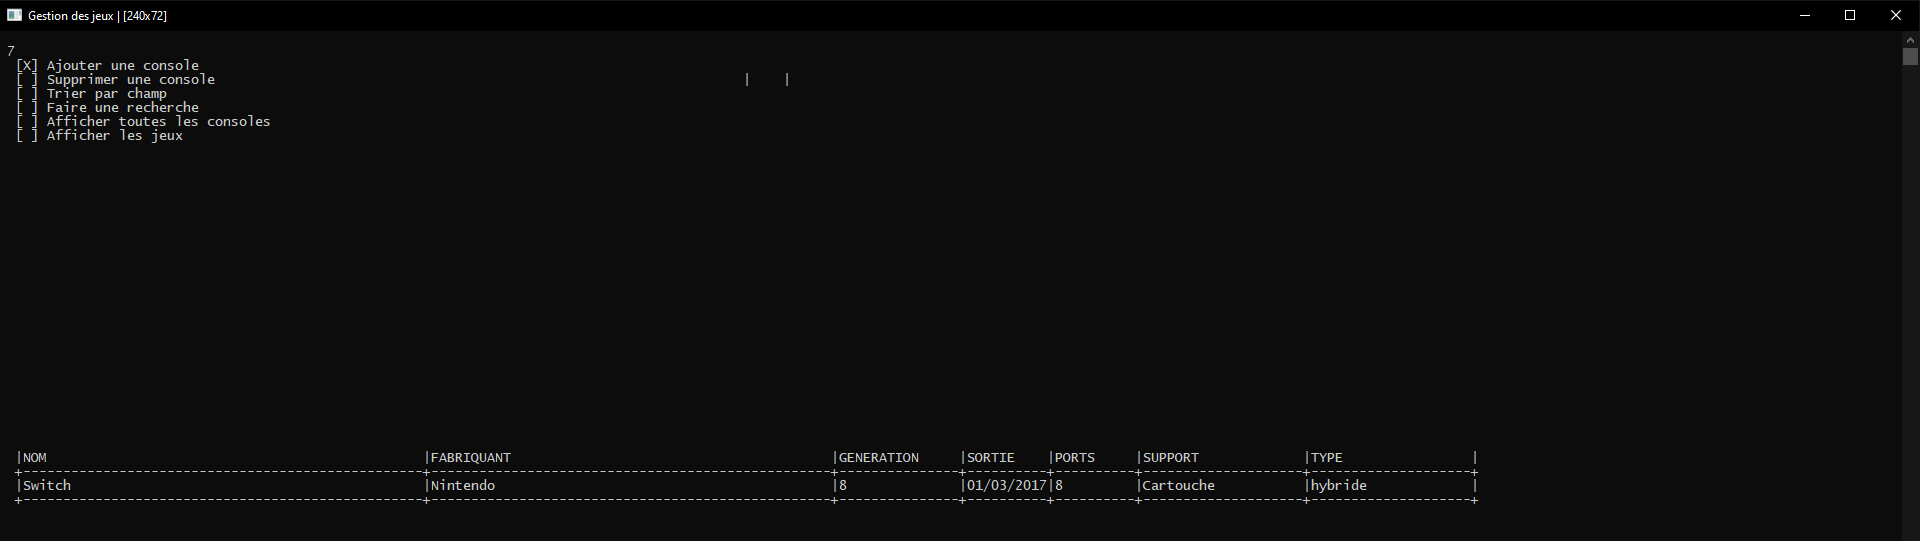 Gestion des jeux | [240x72]
7
[X] Ajouter une console
[ ] Supprimer une console | |
[ ] Trier par champ
[ ] Faire une recherche
[ ] Afficher toutes les consoles
[ ] Afficher les jeux
|NOM |FABRIQUANT |GENERATION |SORTIE |PORTS |SUPPORT |TYPE |
+--------------------------------------------------+--------------------------------------------------+---------------+----------+----------+--------------------+--------------------+
|Switch |Nintendo |8 |01/03/2017|8 |Cartouche |hybride |
+--------------------------------------------------+--------------------------------------------------+---------------+----------+----------+--------------------+--------------------+